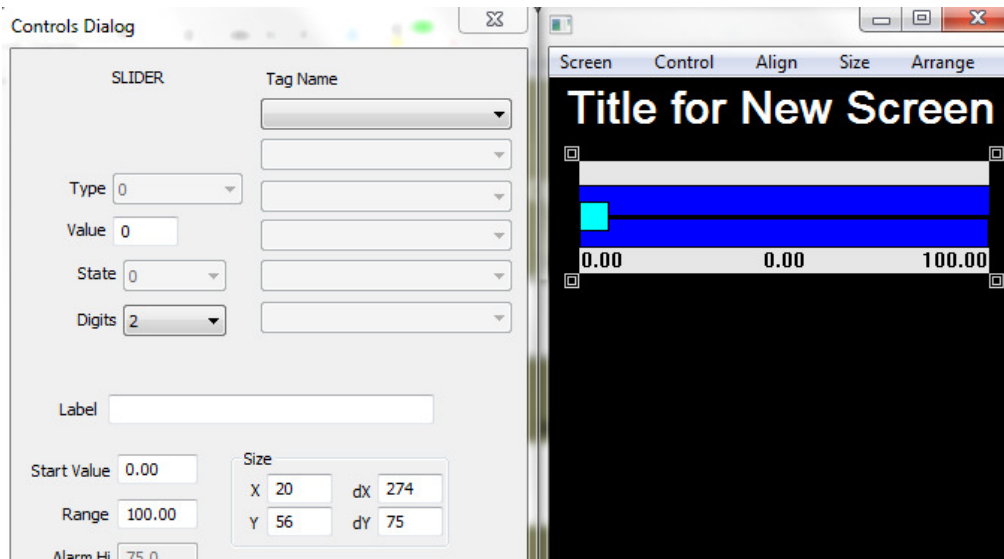 Controls Dialog
SLIDER
Tag Name
Type 0
Value 0
State 0
Digits 2
Label
Start Value 0.00
Range 100.00
Alarm Hi 75.0
Size
X 20 dX 274
Y 56 dY 75
Screen Control Align Size Arrange
Title for New Screen
0.00 0.00 100.00